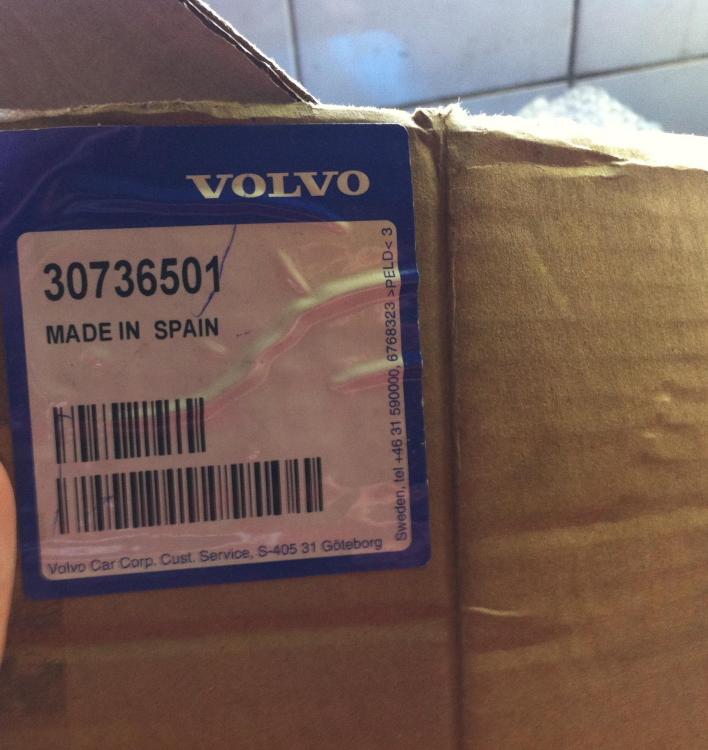 VOLVO
30736501
MADE IN SPAIN
Volvo Car Corp. Cust. Service, S-405 31 Göteborg
Sweden, tel +46 31 590000, 6768323 >PELD< 3